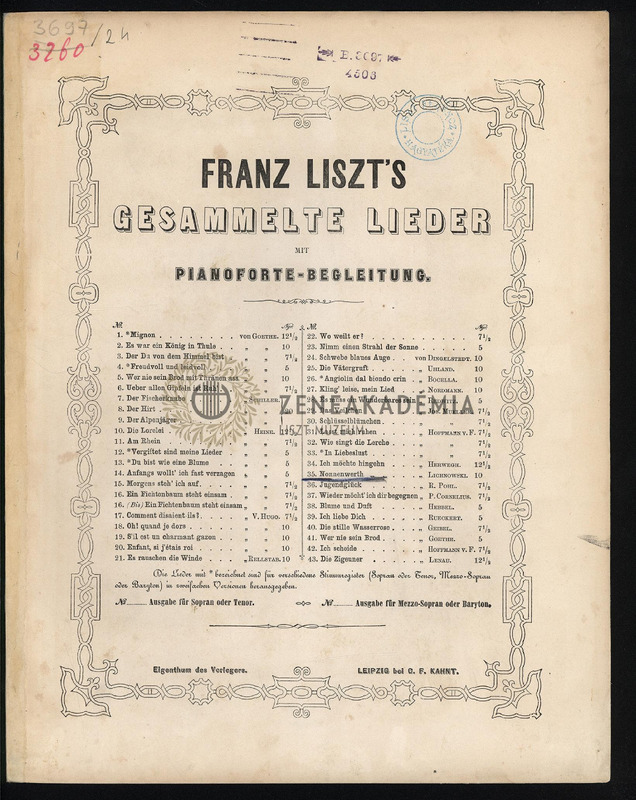 3697/24
3260
4303
FRANZ LISZT'S
GESAMMELTE LIEDER
MIT
PIANOFORTE-BEGLEITUNG.
№
1. *Mignon . . . von GOETHE. 12½
2. Es war ein König in Thule . . „ „ 10
3. Der Du von dem Himmel bist . . „ „ 7½
4. *Freudvoll und leidvoll . . „ „ 5
5. Wer nie sein Brod mit Thränen ass „ „ 5
6. Ueber allen Gipfeln ist Ruh! . . „ „ 7½
7. Der Fischerknabe . . „ SCHILLER.
8. Der Hirt
9. Der Alpenjäger
10. Die Lorelei . . „ HEINE.
11. Am Rhein . . „ „ 7½
12. *Vergiftet sind meine Lieder . . „ „ 5
13. *Du bist wie eine Blume . . „ „ 5
14. Anfangs wollt' ich fast verzagen „ „ 5
15. Morgens steh' ich auf . . „ „ 7½
16. Ein Fichtenbaum steht einsam . . „ „ 7½
16. (Bis) Ein Fichtenbaum steht einsam „ „ 7½
17. Comment disaient ils? . . „ V. HUGO. 7½
18. Oh! quand je dors . . „ „ 10
19. S'il est un charmant gazon . . „ „ 10
20. Enfant, si j'étais roi . . „ „ 10
21. Es rauschen die Winde . . „ RELLSTAB. 10
№
22. Wo weilt er! . . „ „ 7½
23. Nimm einen Strahl der Sonne . . „ „ 5
24. Schwebe blaues Auge . . von DINGELSTEDT. 10
25. Die Vätergruft . . „ UHLAND. 10
26. *Angiolin dal biondo crin . . „ BOCELLA. 10
27. Kling' leise, mein Lied . . „ NORDMANN. 10
28. Es muss ein Wunderbares sein
30. Schlüsselblümchen
HOFFMANN v. F. 7½
32. Wie singt die Lerche . . „ „ 5
33. *In Liebeslust . . „ „ 7½
34. Ich möchte hingehn . . „ HERWEGH. 12½
35. Nonnenwerth . . „ LICHNOWSKI. 10
36. Jugendglück . . „ R. POHL. 7½
37. Wieder möcht' ich dir begegnen „ P. CORNELIUS. 7½
38. Blume und Duft . . „ HEBBEL. 5
39. Ich liebe Dich . . „ RUECKERT. 5
40. Die stille Wasserrose . . „ GEIBEL. 7½
41. Wer nie sein Brod . . „ GOETHE. 5
42. Ich scheide . . „ HOFFMANN v. F. 7½
43. Die Zigeuner . . „ LENAU. 12½
ZENEAKADÉMIA
LISZT MÚZEUM
Die Lieder mit * bezeichnet sind für verschiedene Stimmregister (Sopran oder Tenor, Mezzo-Sopran
oder Baryton) in zweifachen Versionen herausgegeben.
№ ___ Ausgabe für Sopran oder Tenor. № ___ Ausgabe für Mezzo-Sopran oder Baryton.
Eigenthum des Verlegers. LEIPZIG bei C. F. KAHNT.